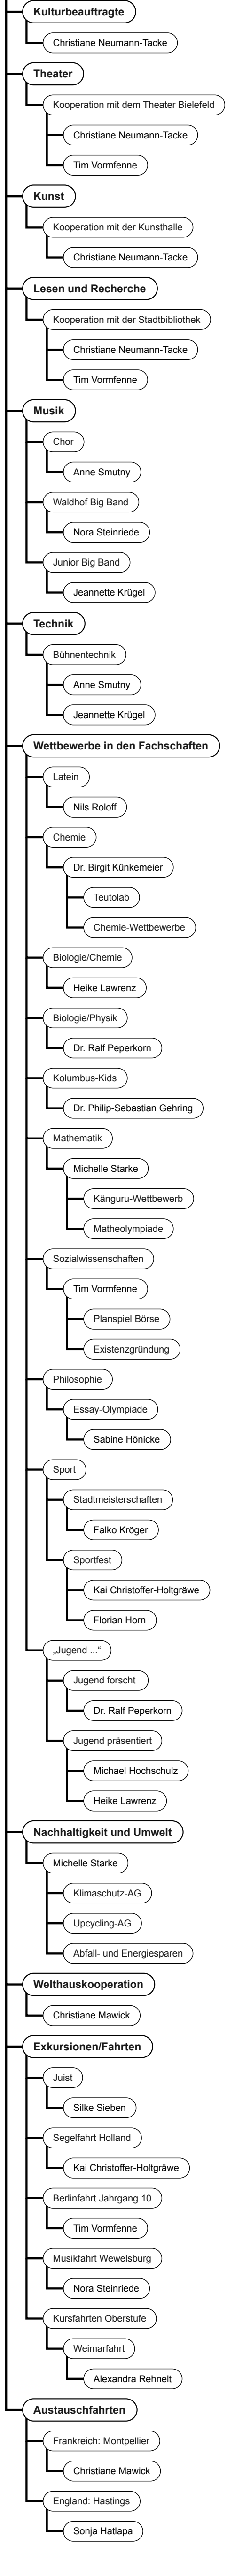 Kulturbeauftragte
Christiane Neumann-Tacke
Theater
Kooperation mit dem Theater Bielefeld
Christiane Neumann-Tacke
Tim Vormfenne
Kunst
Kooperation mit der Kunsthalle
Christiane Neumann-Tacke
Lesen und Recherche
Kooperation mit der Stadtbibliothek
Christiane Neumann-Tacke
Tim Vormfenne
Musik
Chor
Anne Smutny
Waldhof Big Band
Nora Steinriede
Junior Big Band
Jeannette Krügel
Technik
Bühnentechnik
Anne Smutny
Jeannette Krügel
Wettbewerbe in den Fachschaften
Latein
Nils Roloff
Chemie
Dr. Birgit Künkemeier
Teutolab
Chemie-Wettbewerbe
Biologie/Chemie
Heike Lawrenz
Biologie/Physik
Dr. Ralf Peperkorn
Kolumbus-Kids
Dr. Philip-Sebastian Gehring
Mathematik
Michelle Starke
Känguru-Wettbewerb
Matheolympiade
Sozialwissenschaften
Tim Vormfenne
Planspiel Börse
Existenzgründung
Philosophie
Essay-Olympiade
Sabine Hönicke
Sport
Stadtmeisterschaften
Falko Kröger
Sportfest
Kai Christoffer-Holtgräwe
Florian Horn
„Jugend ...“
Jugend forscht
Dr. Ralf Peperkorn
Jugend präsentiert
Michael Hochschulz
Heike Lawrenz
Nachhaltigkeit und Umwelt
Michelle Starke
Klimaschutz-AG
Upcycling-AG
Abfall- und Energiesparen
Welthauskooperation
Christiane Mawick
Exkursionen/Fahrten
Juist
Silke Sieben
Segelfahrt Holland
Kai Christoffer-Holtgräwe
Berlinfahrt Jahrgang 10
Tim Vormfenne
Musikfahrt Wewelsburg
Nora Steinriede
Kursfahrten Oberstufe
Weimarfahrt
Alexandra Rehnelt
Austauschfahrten
Frankreich: Montpellier
Christiane Mawick
England: Hastings
Sonja Hatlapa